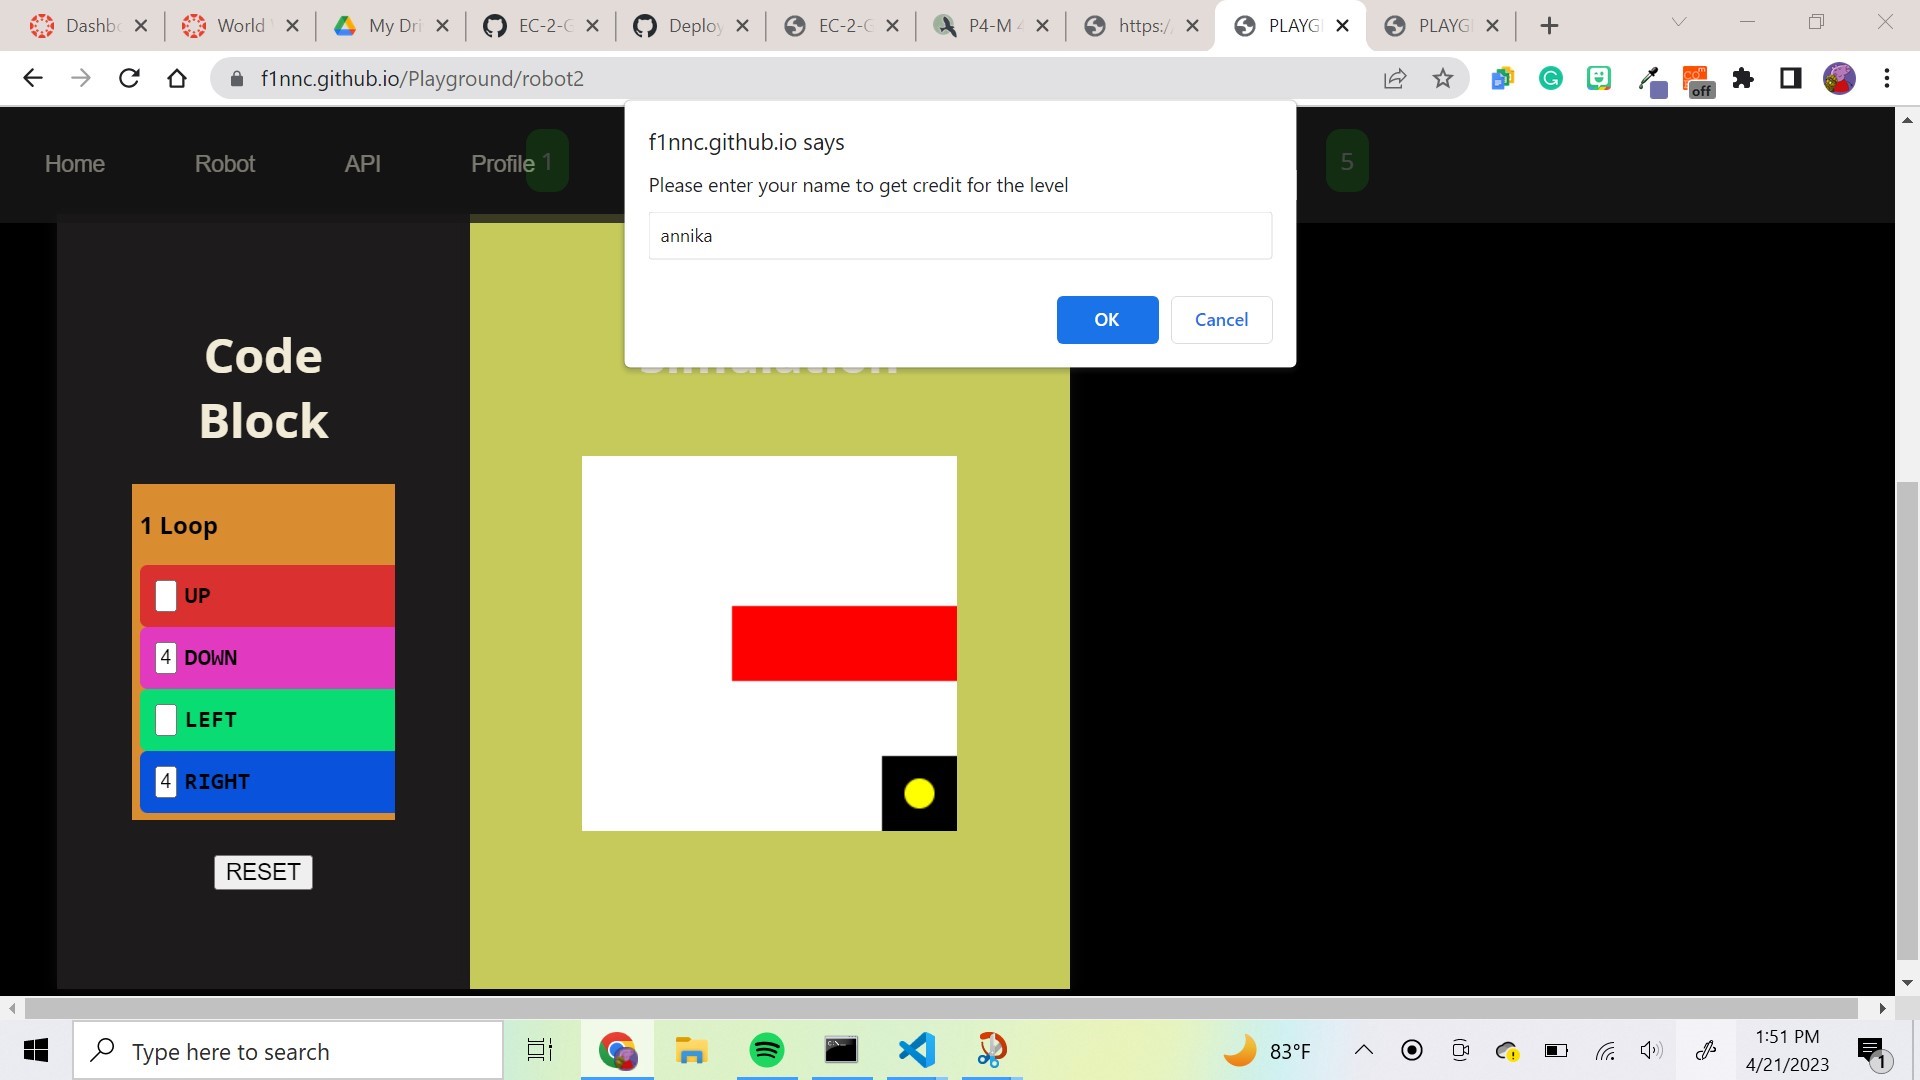 Dashbo
World
My Dri
EC-2-G
Deploy
EC-2-G
P4-M
https:/
PLAYG
PLAYG
f1nnc.github.io/Playground/robot2
off
Home Robot API Profile 1 5
f1nnc.github.io says
Please enter your name to get credit for the level
annika
OK Cancel
Code
Block
1 Loop
UP
4 DOWN
LEFT
4 RIGHT
RESET
Type here to search
83°F
1:51 PM
4/21/2023
1